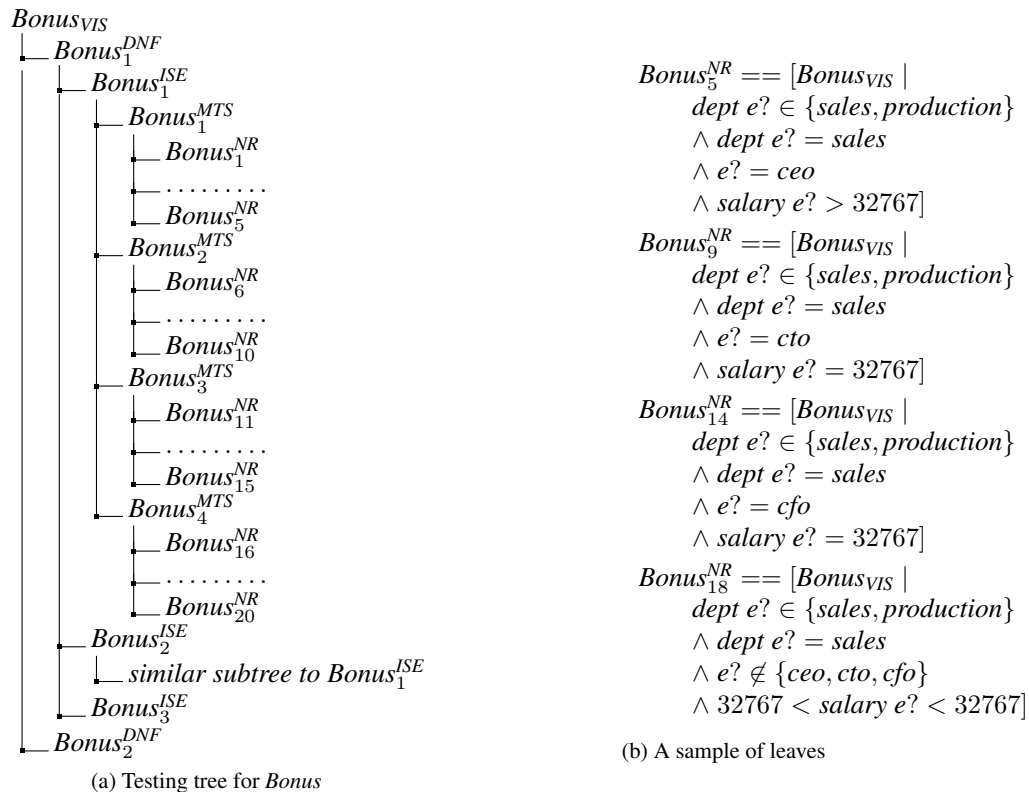 Bonus_VIS
Bonus_1^DNF
Bonus_1^ISE
Bonus_1^MTS
Bonus_1^NR
. . . . . . . . .
Bonus_5^NR
Bonus_2^MTS
Bonus_6^NR
. . . . . . . . .
Bonus_10^NR
Bonus_3^MTS
Bonus_11^NR
. . . . . . . . .
Bonus_15^NR
Bonus_4^MTS
Bonus_16^NR
. . . . . . . . .
Bonus_20^NR
Bonus_2^ISE
similar subtree to Bonus_1^ISE
Bonus_3^ISE
Bonus_2^DNF
(a) Testing tree for Bonus
Bonus_5^NR == [Bonus_VIS |
dept e? ∈ {sales, production}
∧ dept e? = sales
∧ e? = ceo
∧ salary e? > 32767]
Bonus_9^NR == [Bonus_VIS |
dept e? ∈ {sales, production}
∧ dept e? = sales
∧ e? = cto
∧ salary e? = 32767]
Bonus_14^NR == [Bonus_VIS |
dept e? ∈ {sales, production}
∧ dept e? = sales
∧ e? = cfo
∧ salary e? = 32767]
Bonus_18^NR == [Bonus_VIS |
dept e? ∈ {sales, production}
∧ dept e? = sales
∧ e? ∉ {ceo, cto, cfo}
∧ 32767 < salary e? < 32767]
(b) A sample of leaves